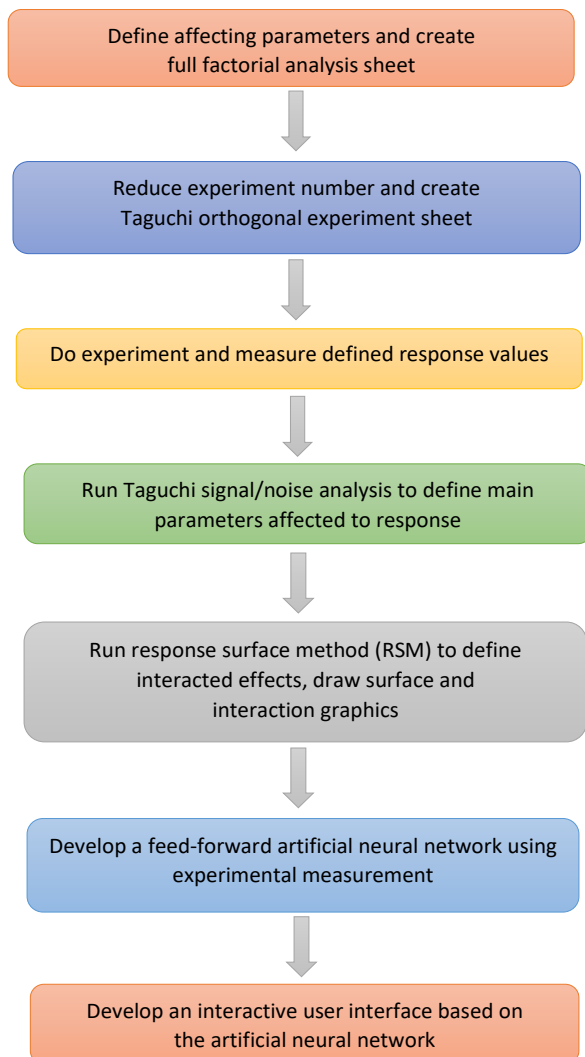 Define affecting parameters and create
full factorial analysis sheet
Reduce experiment number and create
Taguchi orthogonal experiment sheet
Do experiment and measure defined response values
Run Taguchi signal/noise analysis to define main
parameters affected to response
Run response surface method (RSM) to define
interacted effects, draw surface and
interaction graphics
Develop a feed-forward artificial neural network using
experimental measurement
Develop an interactive user interface based on
the artificial neural network